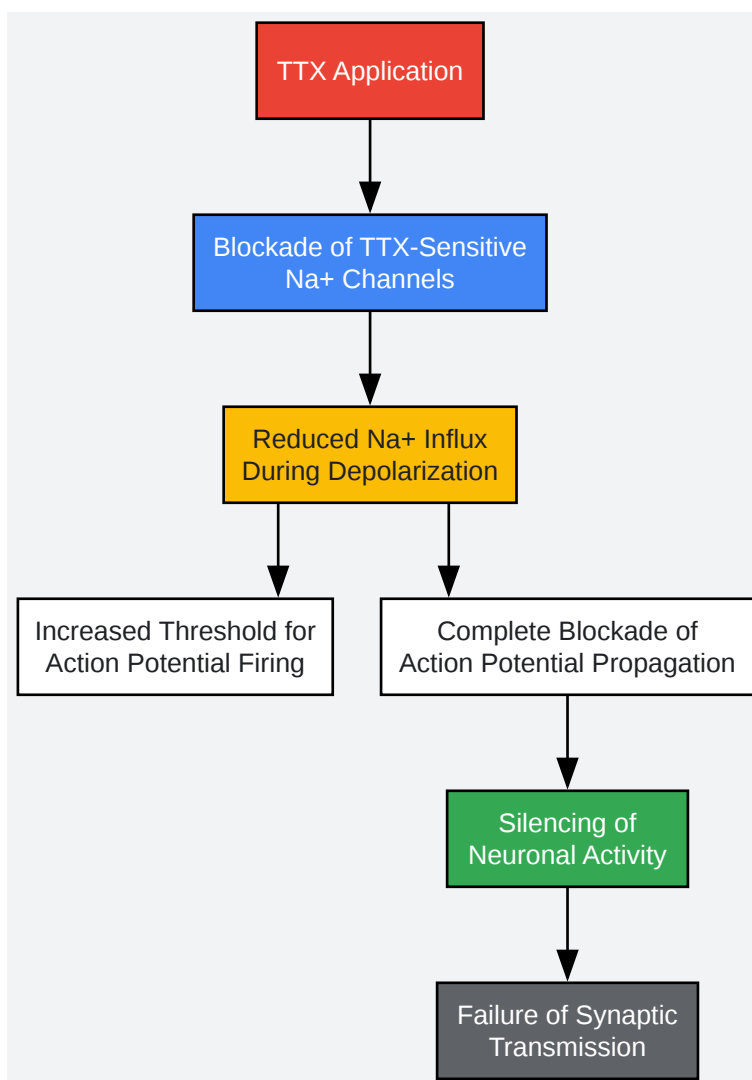 TTX Application
Blockade of TTX-Sensitive
Na+ Channels
Reduced Na+ Influx
During Depolarization
Increased Threshold for
Action Potential Firing
Complete Blockade of
Action Potential Propagation
Silencing of
Neuronal Activity
Failure of Synaptic
Transmission